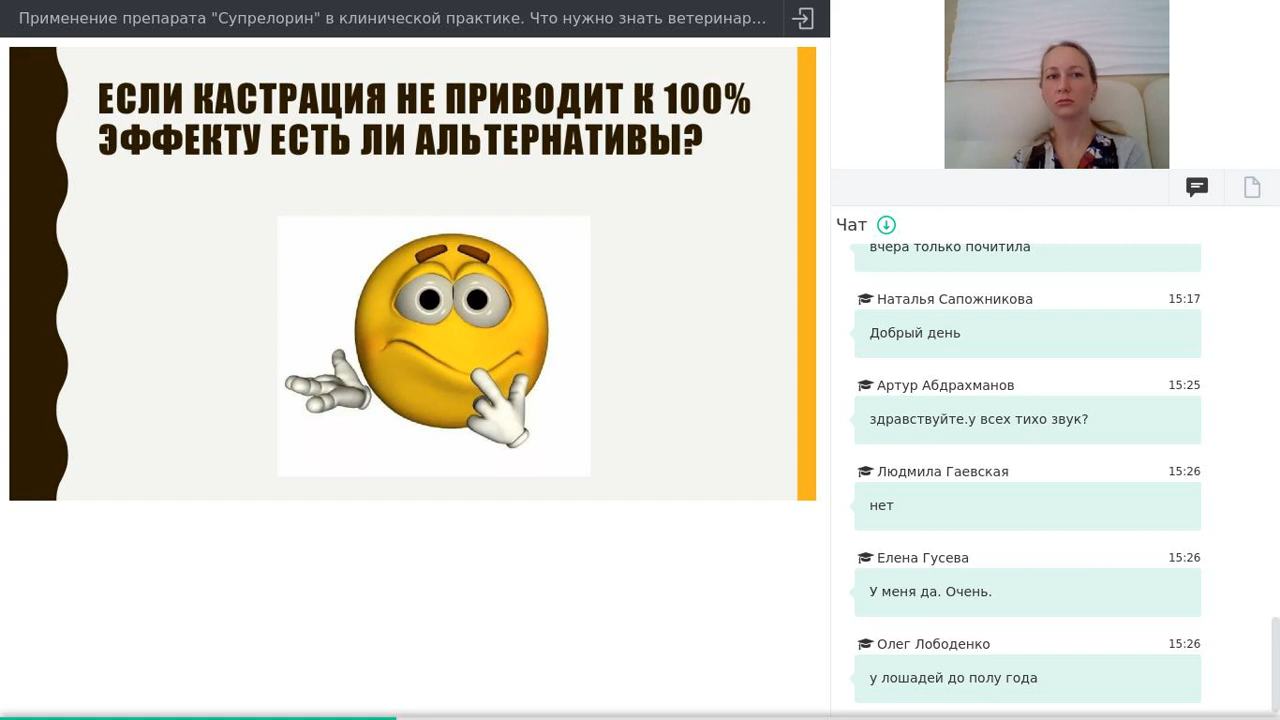 Применение препарата "Супрелорин" в клинической практике. Что нужно знать ветеринар...
ЕСЛИ КАСТРАЦИЯ НЕ ПРИВОДИТ К 100%
ЭФФЕКТУ ЕСТЬ ЛИ АЛЬТЕРНАТИВЫ?
Чат
вчера только почитила
Наталья Сапожникова 15:17
Добрый день
Артур Абдрахманов 15:25
здравствуйте.у всех тихо звук?
Людмила Гаевская 15:26
нет
Елена Гусева 15:26
У меня да. Очень.
Олег Лободенко 15:26
у лошадей до полу года